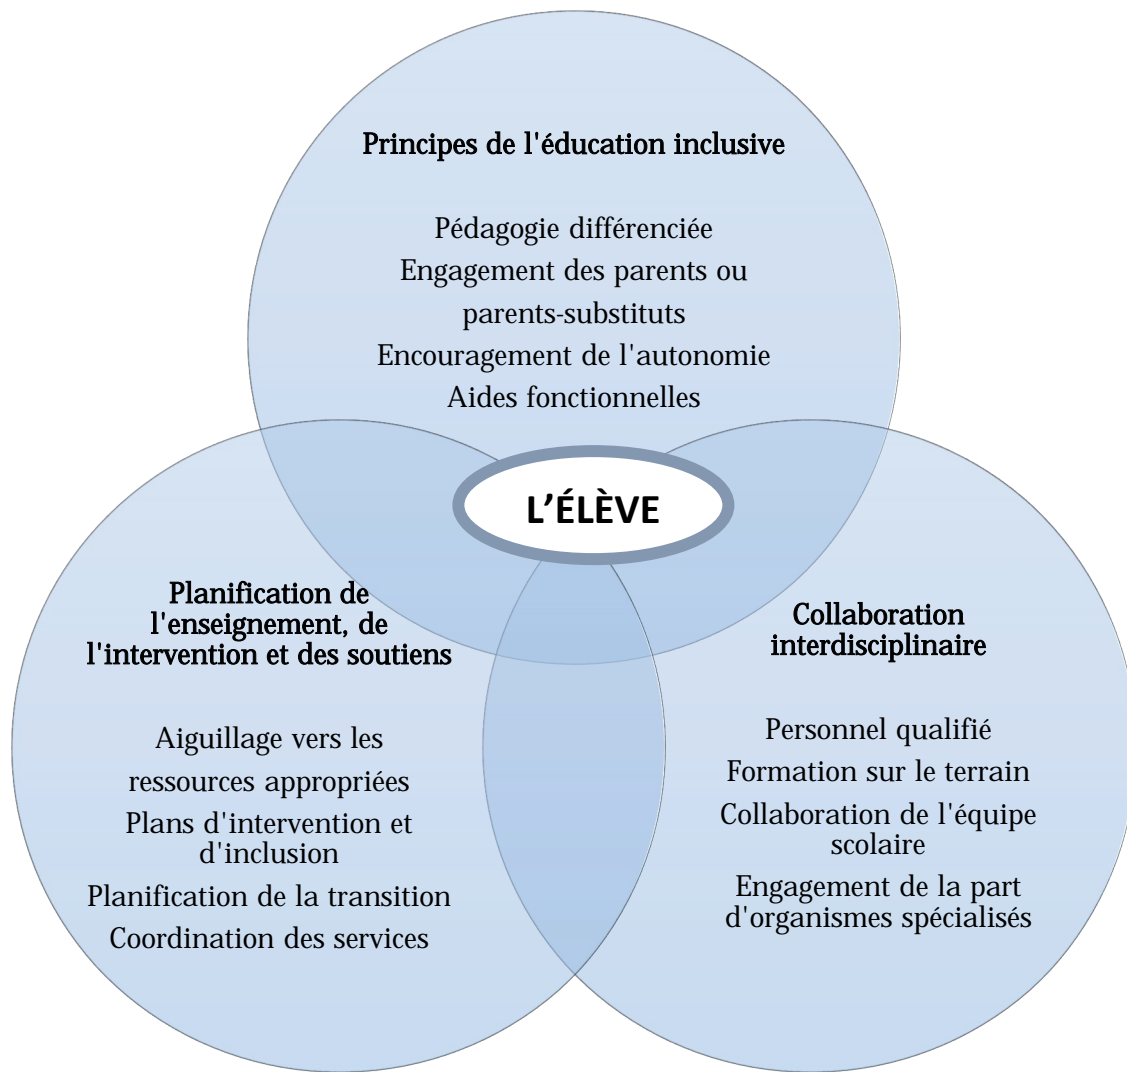 Principes de l'éducation inclusive
Pédagogie différenciée
Engagement des parents ou
parents-substituts
Encouragement de l'autonomie
Aides fonctionnelles
L'ÉLÈVE
Planification de
l'enseignement, de
l'intervention et des soutiens
Aiguillage vers les
ressources appropriées
Plans d'intervention et
d'inclusion
Planification de la transition
Coordination des services
Collaboration
interdisciplinaire
Personnel qualifié
Formation sur le terrain
Collaboration de l'équipe
scolaire
Engagement de la part
d'organismes spécialisés